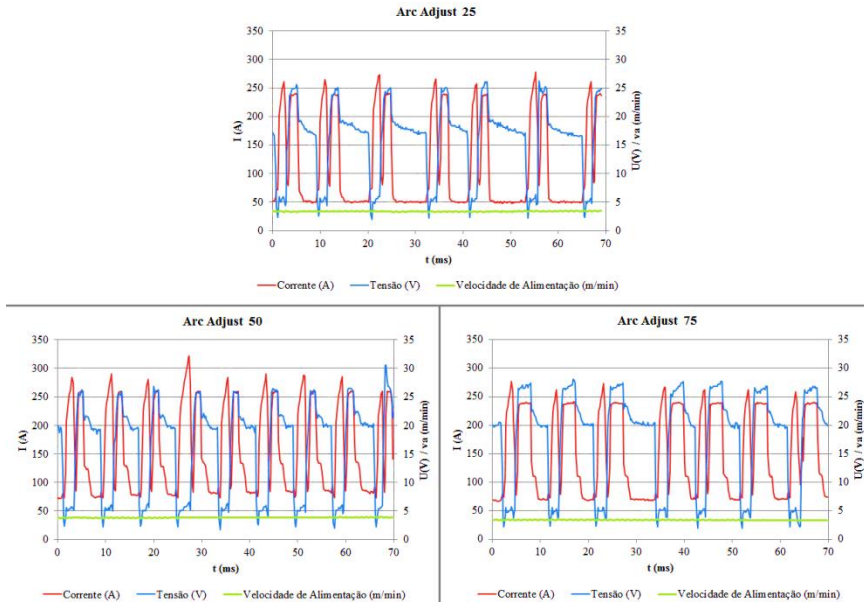 Arc Adjust 25
350 35
300 30
250 25
200 20
150 15
100 10
50 5
0 0
I (A)
U(V) / va (m/min)
0 10 20 30 40 50 60 70
t (ms)
Corrente (A) Tensão (V) Velocidade de Alimentação (m/min)
Arc Adjust 50
350 35
300 30
250 25
200 20
150 15
100 10
50 5
0 0
I (A)
U(V) / va (m/min)
0 10 20 30 40 50 60 70
t (ms)
Corrente (A) Tensão (V) Velocidade de Alimentação (m/min)
Arc Adjust 75
350 35
300 30
250 25
200 20
150 15
100 10
50 5
0 0
I (A)
U(V) / va (m/min)
0 10 20 30 40 50 60 70
t (ms)
Corrente (A) Tensão (V) Velocidade de Alimentação (m/min)